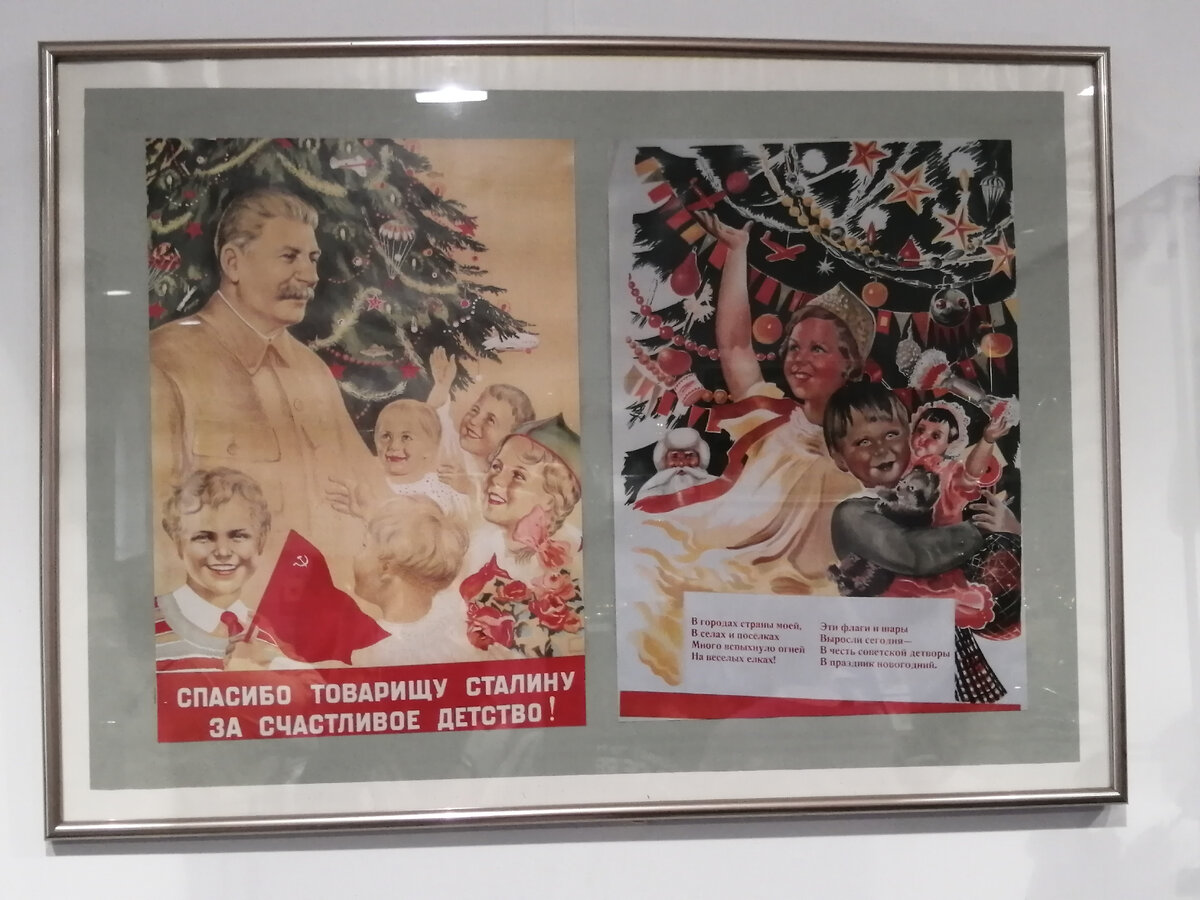 СПАСИБО ТОВАРИЩУ СТАЛИНУ
ЗА СЧАСТЛИВОЕ ДЕТСТВО!
В городах страны моей,
В селах и поселках
Много вспыхнуло огней
На веселых елках!
Эти флаги и шары
Выросли сегодня—
В честь советской детворы
В праздник новогодний.